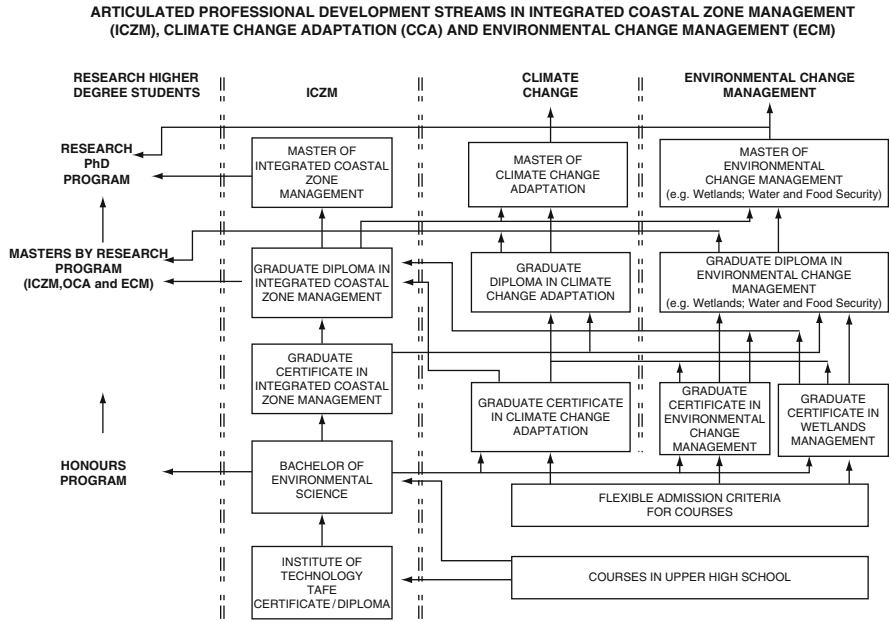 ARTICULATED PROFESSIONAL DEVELOPMENT STREAMS IN INTEGRATED COASTAL ZONE MANAGEMENT
(ICZM), CLIMATE CHANGE ADAPTATION (CCA) AND ENVIRONMENTAL CHANGE MANAGEMENT (ECM)
RESEARCH HIGHER
DEGREE STUDENTS
ICZM
CLIMATE
CHANGE
ENVIRONMENTAL CHANGE
MANAGEMENT
RESEARCH
PhD
PROGRAM
MASTER OF
INTEGRATED COASTAL
ZONE
MANAGEMENT
MASTER OF
CLIMATE CHANGE
ADAPTATION
MASTER OF
ENVIRONMENTAL
CHANGE MANAGEMENT
(e.g. Wetlands; Water and Food Security)
MASTERS BY RESEARCH
PROGRAM
(ICZM,OCA and ECM)
GRADUATE DIPLOMA IN
INTEGRATED COASTAL
ZONE MANAGEMENT
GRADUATE
DIPLOMA IN CLIMATE
CHANGE ADAPTATION
GRADUATE DIPLOMA IN
ENVIRONMENTAL CHANGE
MANAGEMENT
(e.g. Wetlands; Water and Food Security)
GRADUATE
CERTIFICATE IN
INTEGRATED COASTAL
ZONE MANAGEMENT
GRADUATE CERTIFICATE
IN CLIMATE CHANGE
ADAPTATION
GRADUATE
CERTIFICATE IN
ENVIRONMENTAL
CHANGE
MANAGEMENT
GRADUATE
CERTIFICATE IN
WETLANDS
MANAGEMENT
HONOURS
PROGRAM
BACHELOR OF
ENVIRONMENTAL
SCIENCE
FLEXIBLE ADMISSION CRITERIA
FOR COURSES
INSTITUTE OF
TECHNOLOGY
TAFE
CERTIFICATE/DIPLOMA
COURSES IN UPPER HIGH SCHOOL